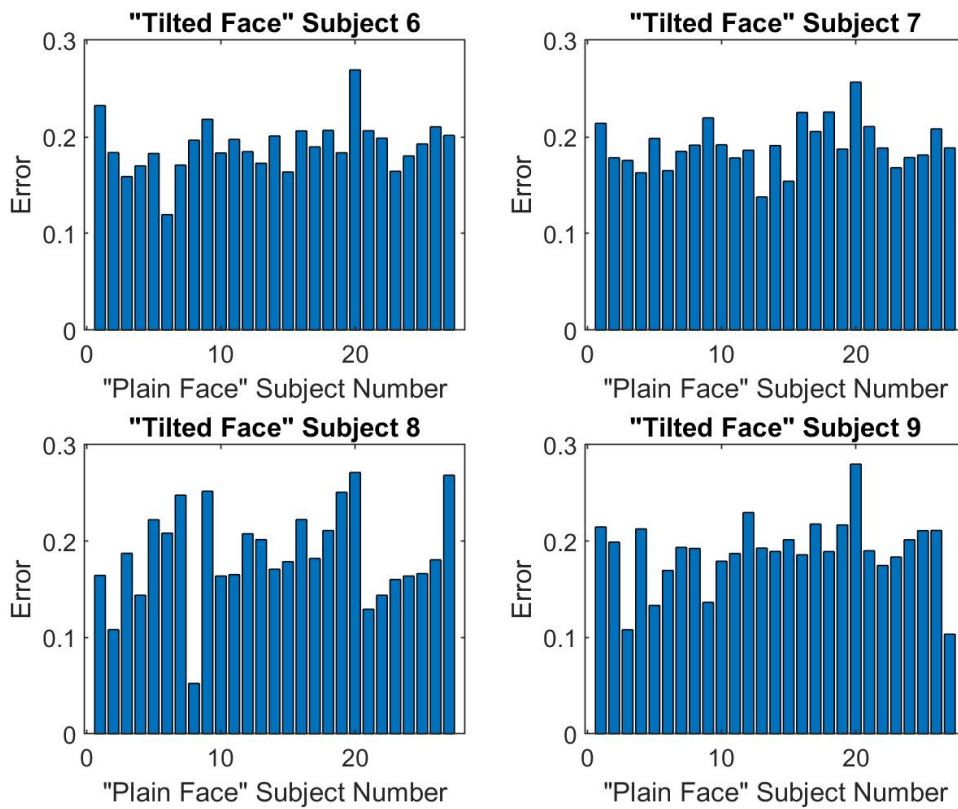 "Tilted Face" Subject 6
0.3
0.2
0.1
0
Error
0 10 20
"Plain Face" Subject Number
"Tilted Face" Subject 7
0.3
0.2
0.1
0
Error
0 10 20
"Plain Face" Subject Number
"Tilted Face" Subject 8
0.3
0.2
0.1
0
Error
0 10 20
"Plain Face" Subject Number
"Tilted Face" Subject 9
0.3
0.2
0.1
0
Error
0 10 20
"Plain Face" Subject Number